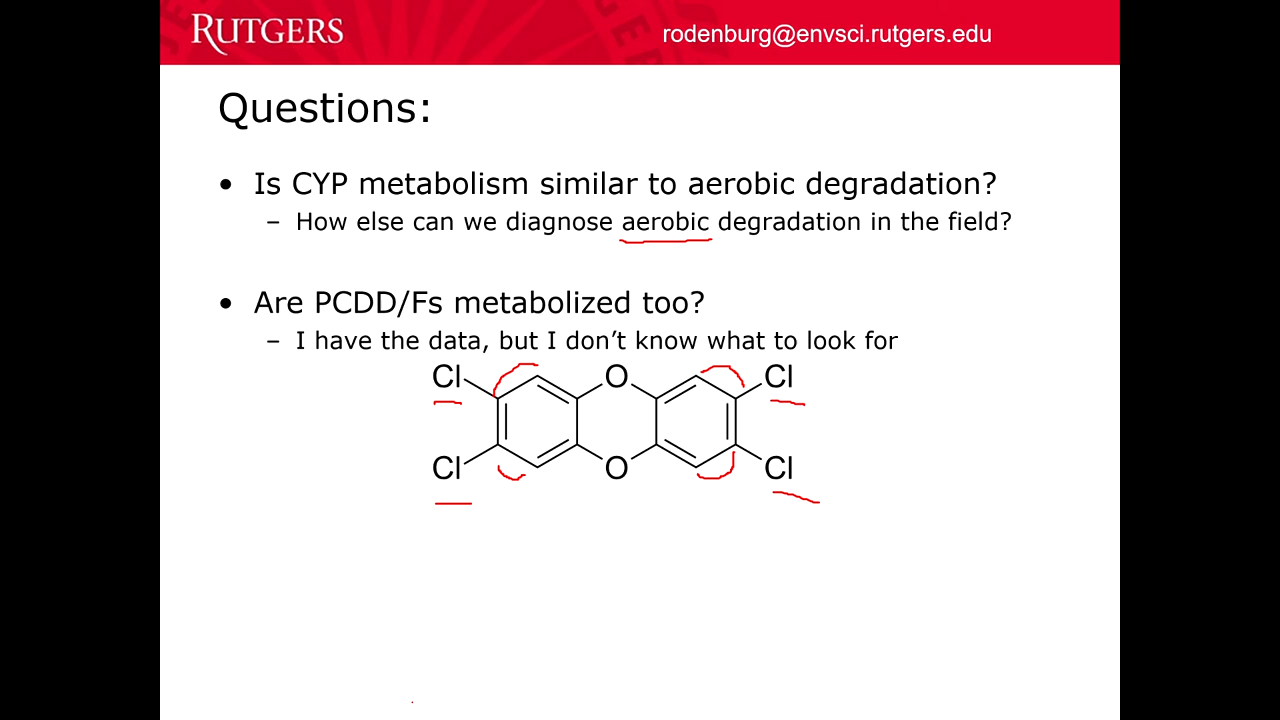 RUTGERS
rodenburg@envsci.rutgers.edu
Questions:
• Is CYP metabolism similar to aerobic degradation?
– How else can we diagnose aerobic degradation in the field?
• Are PCDD/Fs metabolized too?
– I have the data, but I don’t know what to look for
Cl O Cl
Cl O Cl